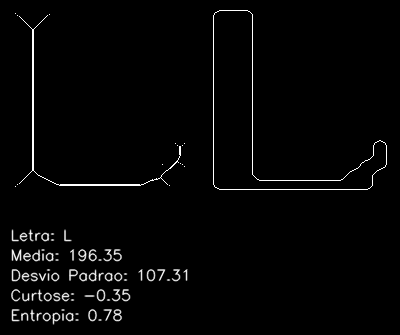 L L
Letra: L
Media: 196.35
Desvio Padrao: 107.31
Curtose: -0.35
Entropia: 0.78